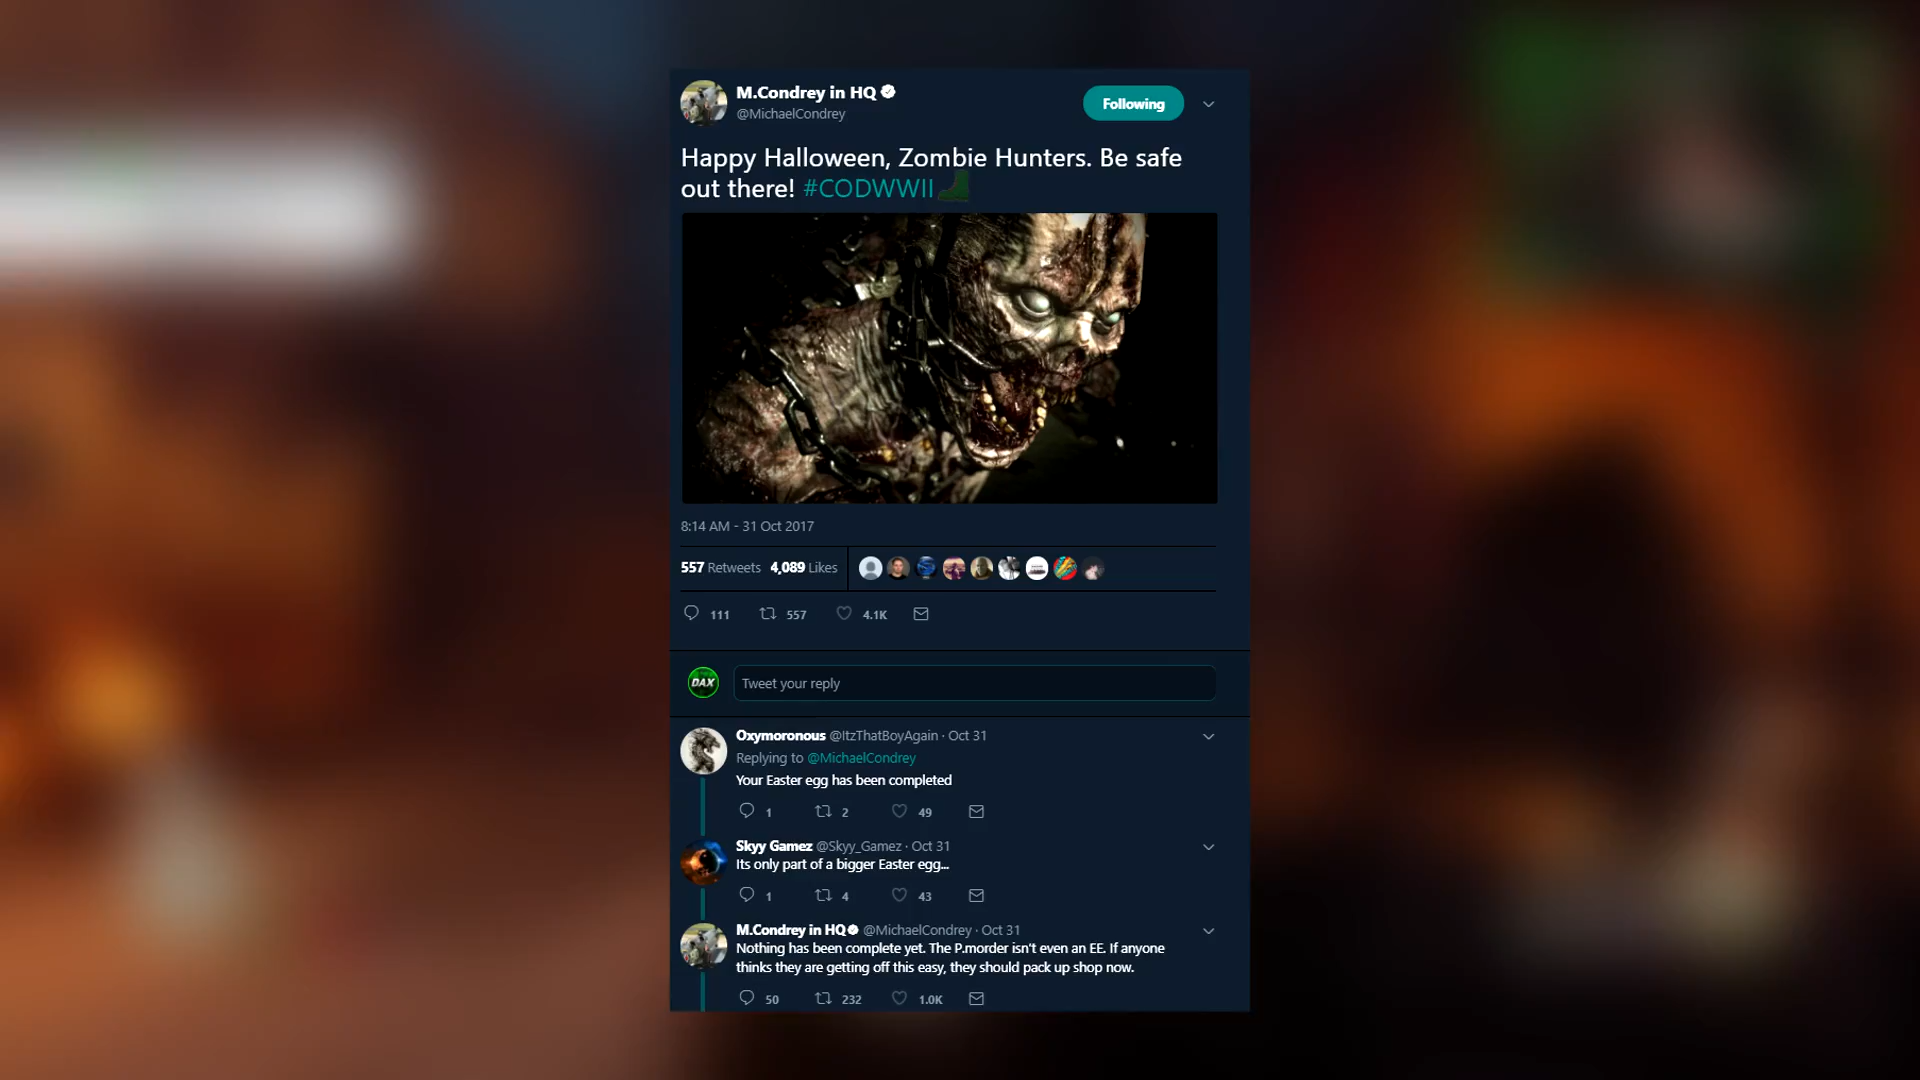 M.Condrey in HQ
@MichaelCondrey
Following
Happy Halloween, Zombie Hunters. Be safe
out there! #CODWWII
8:14 AM - 31 Oct 2017
557 Retweets 4,089 Likes
111 557 4.1K
DAX
Tweet your reply
Oxymoronous @ItzThatBoyAgain · Oct 31
Replying to @MichaelCondrey
Your Easter egg has been completed
1 2 49
Skyy Gamez @Skyy_Gamez · Oct 31
Its only part of a bigger Easter egg...
1 4 43
M.Condrey in HQ @MichaelCondrey · Oct 31
Nothing has been complete yet. The P.morder isn't even an EE. If anyone
thinks they are getting off this easy, they should pack up shop now.
50 232 1.0K